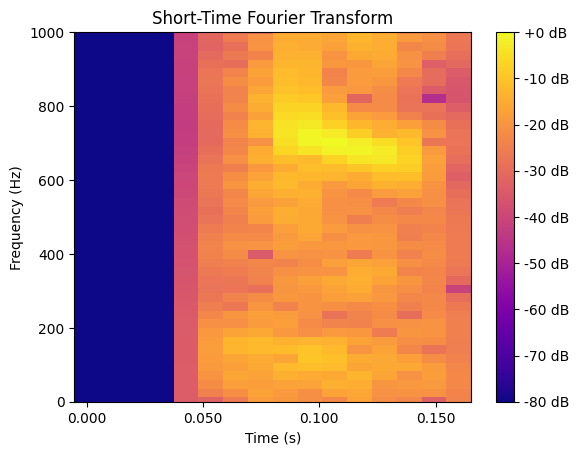 Short-Time Fourier Transform
Frequency (Hz)
1000
800
600
400
200
0
0.000
0.050
0.100
0.150
Time (s)
+0 dB
-10 dB
-20 dB
-30 dB
-40 dB
-50 dB
-60 dB
-70 dB
-80 dB